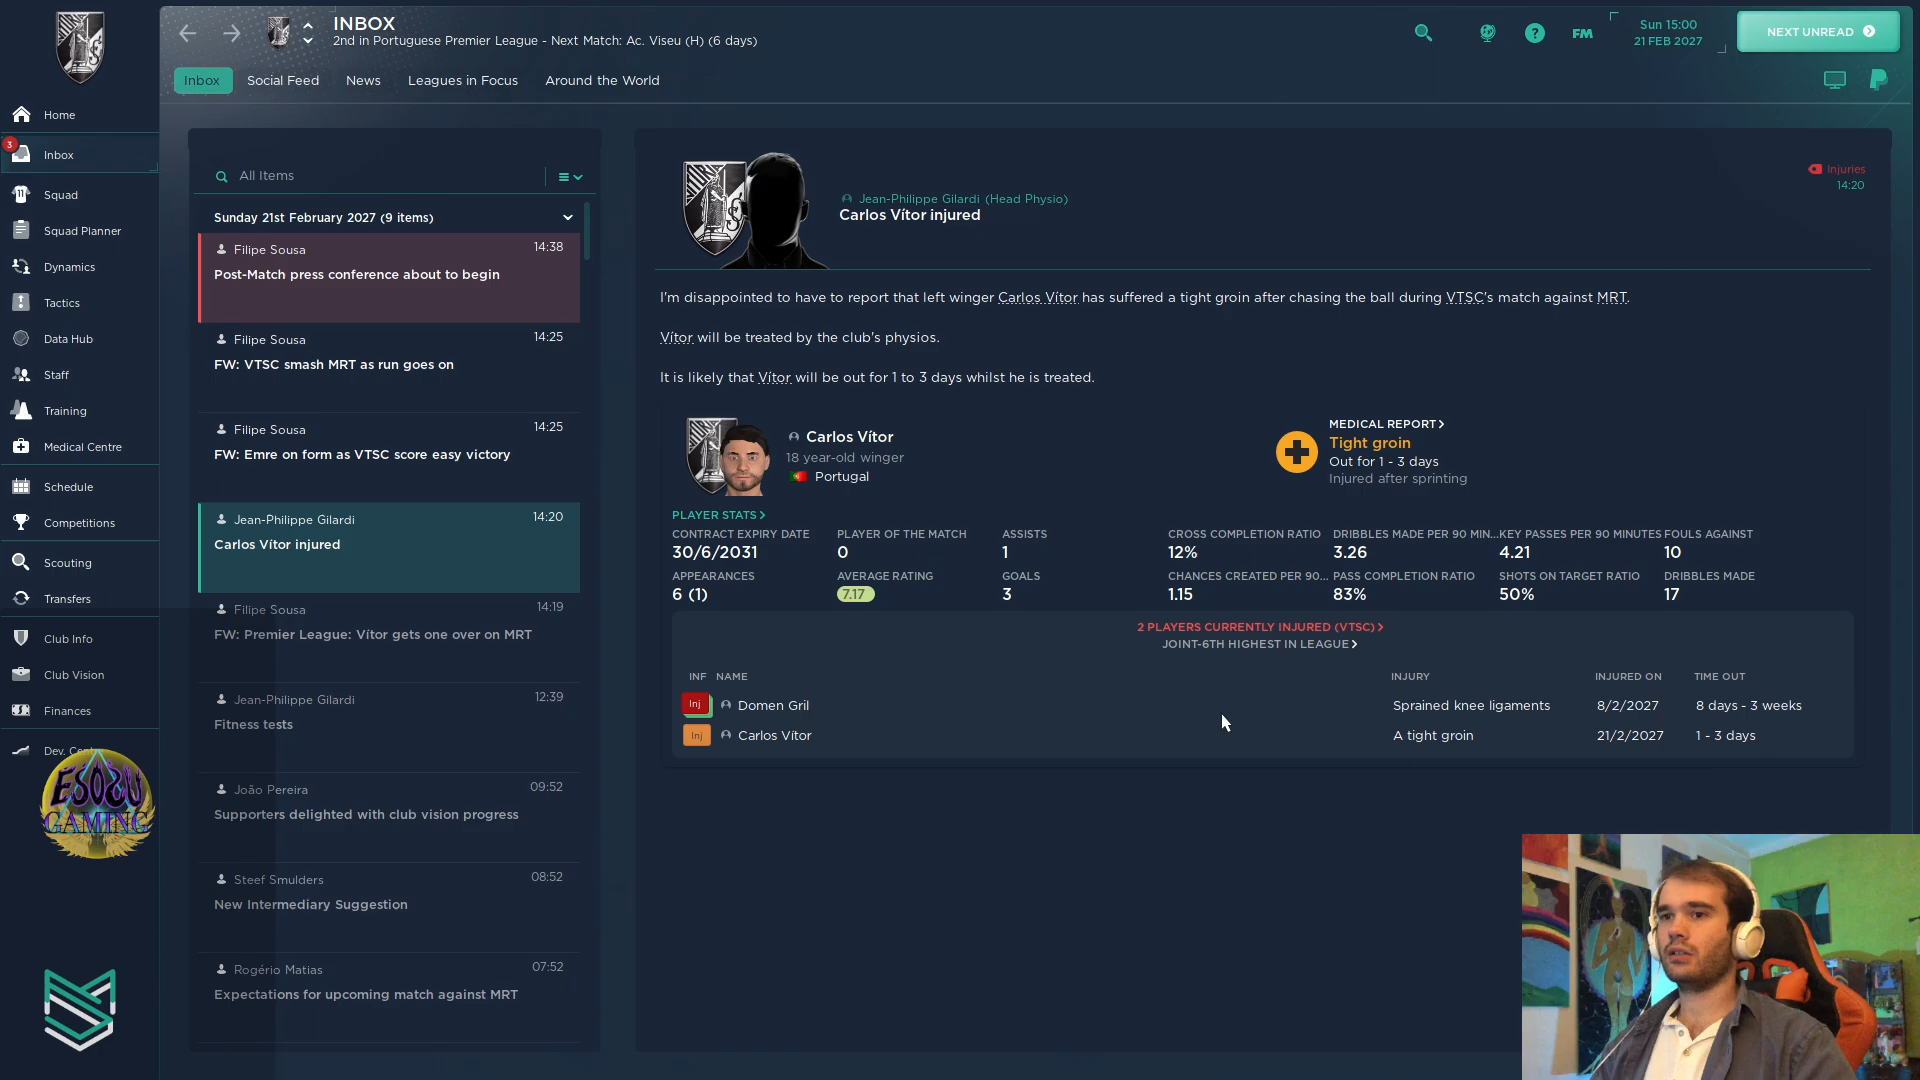 INBOX
2nd in Portuguese Premier League - Next Match: Ac. Viseu (H) (6 days)
FM
Sun 15:00
21 FEB 2027
NEXT UNREAD
Inbox
Social Feed
News
Leagues in Focus
Around the World
Home
3
Inbox
Squad
Squad Planner
Dynamics
Tactics
Data Hub
Staff
Training
Medical Centre
Schedule
Competitions
Scouting
Transfers
Club Info
Club Vision
Finances
Dev.
ESOZU
GAMING
All Items
Sunday 21st February 2027 (9 items)
Filipe Sousa 14:38
Post-Match press conference about to begin
Filipe Sousa 14:25
FW: VTSC smash MRT as run goes on
Filipe Sousa 14:25
FW: Emre on form as VTSC score easy victory
Jean-Philippe Gilardi 14:20
Carlos Vítor injured
Filipe Sousa 14:19
FW: Premier League: Vítor gets one over on MRT
Jean-Philippe Gilardi 12:39
Fitness tests
João Pereira 09:52
Supporters delighted with club vision progress
Steef Smulders 08:52
New Intermediary Suggestion
Rogério Matias 07:52
Expectations for upcoming match against MRT
Injuries
14:20
Jean-Philippe Gilardi (Head Physio)
Carlos Vítor injured
I'm disappointed to have to report that left winger Carlos Vítor has suffered a tight groin after chasing the ball during VTSC's match against MRT.
Vítor will be treated by the club's physios.
It is likely that Vítor will be out for 1 to 3 days whilst he is treated.
Carlos Vítor
18 year-old winger
Portugal
MEDICAL REPORT
Tight groin
Out for 1 - 3 days
Injured after sprinting
PLAYER STATS
CONTRACT EXPIRY DATE PLAYER OF THE MATCH ASSISTS CROSS COMPLETION RATIO DRIBBLES MADE PER 90 MIN... KEY PASSES PER 90 MINUTES FOULS AGAINST
30/6/2031 0 1 12% 3.26 4.21 10
APPEARANCES AVERAGE RATING GOALS CHANCES CREATED PER 90... PASS COMPLETION RATIO SHOTS ON TARGET RATIO DRIBBLES MADE
6 (1) 7.17 3 1.15 83% 50% 17
2 PLAYERS CURRENTLY INJURED (VTSC)
JOINT-6TH HIGHEST IN LEAGUE
INF NAME INJURY INJURED ON TIME OUT
Inj Domen Gril Sprained knee ligaments 8/2/2027 8 days - 3 weeks
Inj Carlos Vítor A tight groin 21/2/2027 1 - 3 days